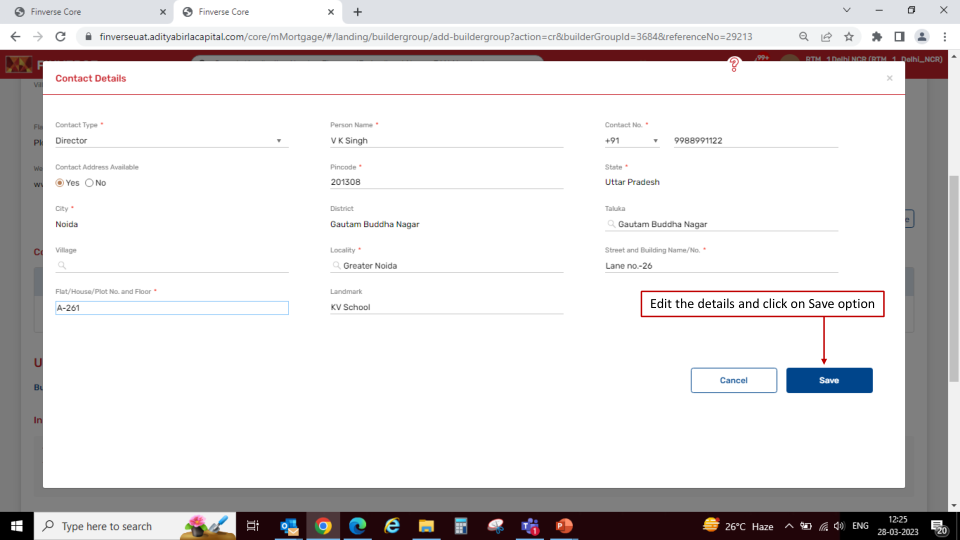 Finverse Core
Finverse Core
finverseuat.adityabirlacapital.com/core/mMortgage/#/landing/buildergroup/add-buildergroup?action=cr&builderGroupId=3684&referenceNo=29213
99+
RTM_1Delhi NCR (RTM_1_Delhi_NCR)
Contact Details
Contact Type *
Person Name *
Contact No. *
Director
V K Singh
+91 9988991122
Contact Address Available
Pincode *
State *
Yes No
201308
Uttar Pradesh
City *
District
Taluka
Noida
Gautam Buddha Nagar
Gautam Buddha Nagar
Village
Locality *
Street and Building Name/No. *
Greater Noida
Lane no.-26
Flat/House/Plot No. and Floor *
Landmark
A-261
KV School
Edit the details and click on Save option
Cancel
Save
Type here to search
26°C Haze
ENG
12:25
28-03-2023
20